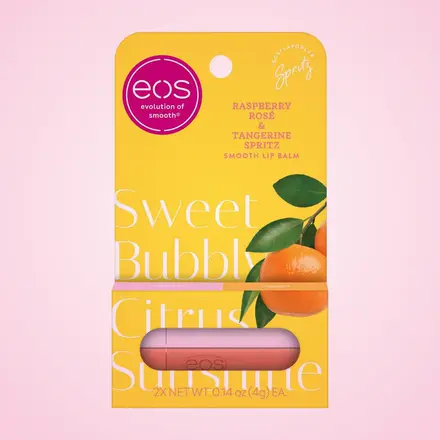 Spritz
eos
evolution of
smooth®
RASPBERRY
ROSÉ
&
TANGERINE
SPRITZ
SMOOTH LIP BALM
Sweet
Bubbly
Citrus
eos
Sunshine
2X NET WT. 0.14 oz (4g) EA.